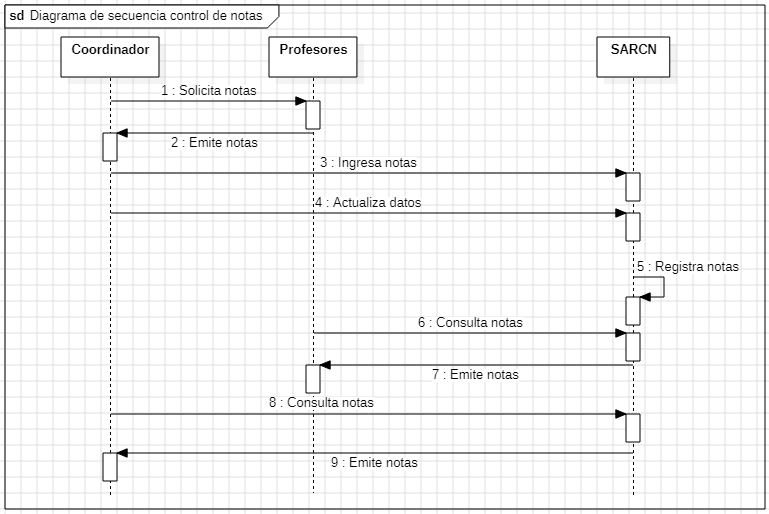 sd Diagrama de secuencia control de notas
Coordinador
Profesores
SARCN
1 : Solicita notas
2 : Emite notas
3 : Ingresa notas
4 : Actualiza datos
5 : Registra notas
6 : Consulta notas
7 : Emite notas
8 : Consulta notas
9 : Emite notas